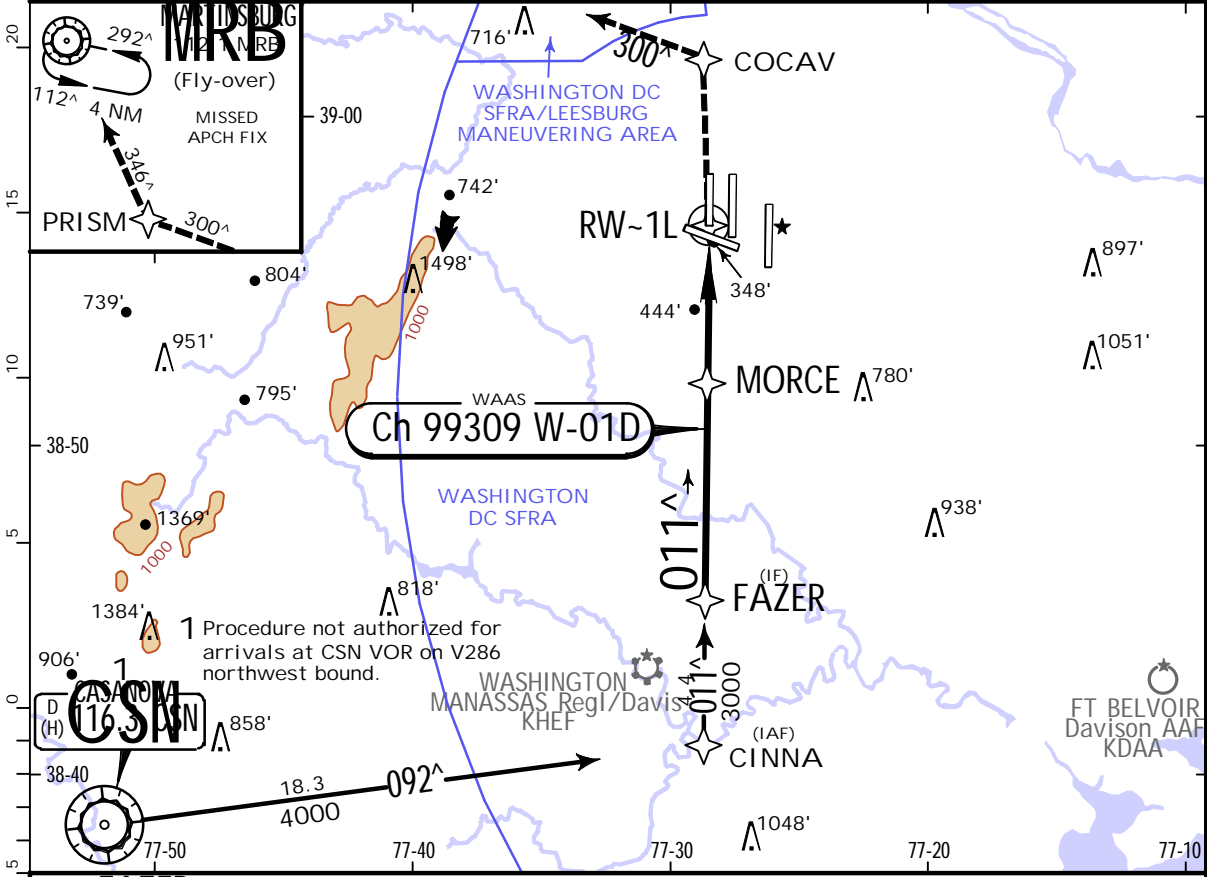 MARTINSBURG
MRB
112.1 MRB
292^
(Fly-over)
112^
4 NM
MISSED
APCH FIX
346^
PRISM
300^
20
15
10
5
0
5
716'
300^
COCAV
WASHINGTON DC
SFRA/LEESBURG
MANEUVERING AREA
39-00
742'
RW~1L
804'
1498'
897'
348'
739'
444'
1000
951'
1051'
MORCE
780'
795'
WAAS
Ch 99309 W-01D
38-50
WASHINGTON
DC SFRA
938'
1369'
1000
011^
(IF)
FAZER
818'
1384'
1 Procedure not authorized for
arrivals at CSN VOR on V286
northwest bound.
906'
1
CASANOVA
CSN
D
(H)
116.3 CSN
858'
WASHINGTON
MANASSAS Regl/Davis
KHEF
4.4
011^
3000
(IAF)
CINNA
FT BELVOIR
Davison AAF
KDAA
38-40
18.3
092^
4000
1048'
77-50
77-40
77-30
77-20
77-10